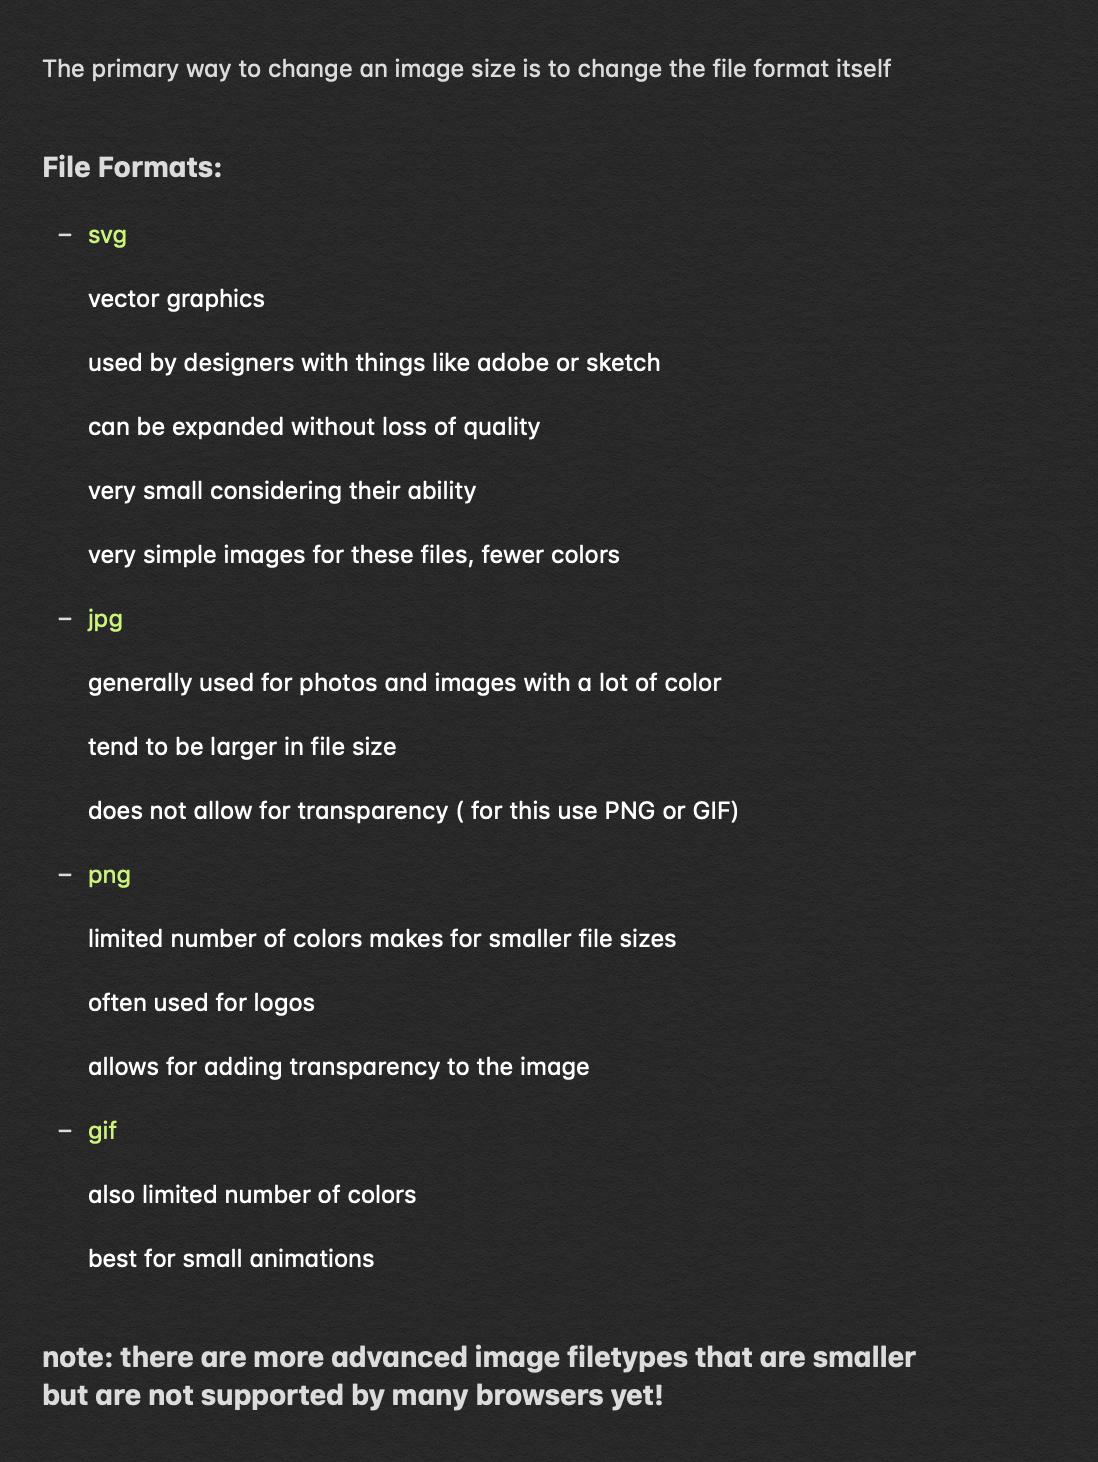 The primary way to change an image size is to change the file format itself
File Formats:
– svg
vector graphics
used by designers with things like adobe or sketch
can be expanded without loss of quality
very small considering their ability
very simple images for these files, fewer colors
– jpg
generally used for photos and images with a lot of color
tend to be larger in file size
does not allow for transparency ( for this use PNG or GIF)
– png
limited number of colors makes for smaller file sizes
often used for logos
allows for adding transparency to the image
– gif
also limited number of colors
best for small animations
note: there are more advanced image filetypes that are smaller
but are not supported by many browsers yet!